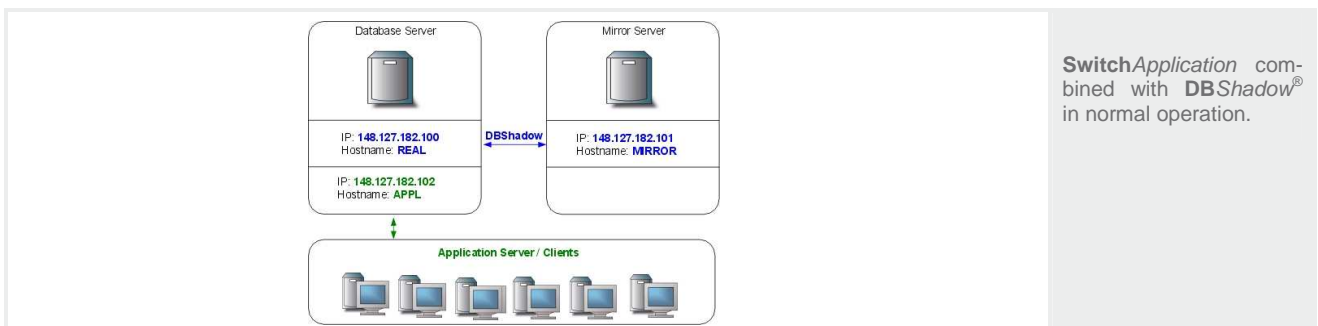 Database Server
Mirror Server
IP: 148.127.182.100
Hostname: REAL
DBShadow
IP: 148.127.182.101
Hostname: MIRROR
IP: 148.127.182.102
Hostname: APPL
Application Server / Clients
SwitchApplication com-
bined with DBShadow®
in normal operation.